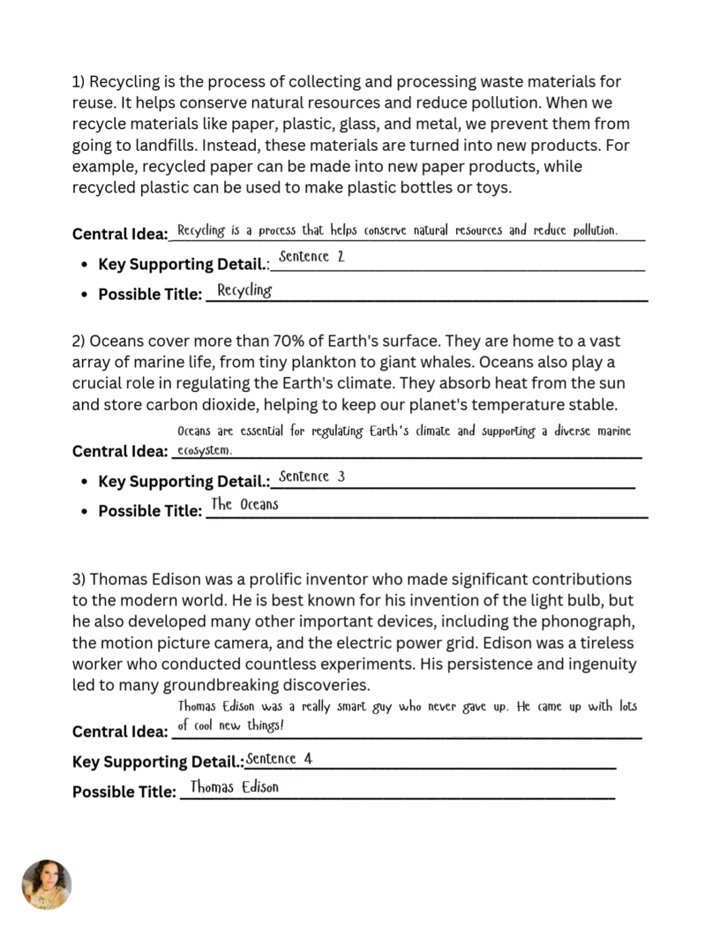 1) Recycling is the process of collecting and processing waste materials for
reuse. It helps conserve natural resources and reduce pollution. When we
recycle materials like paper, plastic, glass, and metal, we prevent them from
going to landfills. Instead, these materials are turned into new products. For
example, recycled paper can be made into new paper products, while
recycled plastic can be used to make plastic bottles or toys.
Central Idea: Recycling is a process that helps conserve natural resources and reduce pollution.
• Key Supporting Detail.: Sentence 2
• Possible Title: Recycling
2) Oceans cover more than 70% of Earth's surface. They are home to a vast
array of marine life, from tiny plankton to giant whales. Oceans also play a
crucial role in regulating the Earth's climate. They absorb heat from the sun
and store carbon dioxide, helping to keep our planet's temperature stable.
Oceans are essential for regulating Earth's climate and supporting a diverse marine
Central Idea: ecosystem.
• Key Supporting Detail.: Sentence 3
• Possible Title: The Oceans
3) Thomas Edison was a prolific inventor who made significant contributions
to the modern world. He is best known for his invention of the light bulb, but
he also developed many other important devices, including the phonograph,
the motion picture camera, and the electric power grid. Edison was a tireless
worker who conducted countless experiments. His persistence and ingenuity
led to many groundbreaking discoveries.
Thomas Edison was a really smart guy who never gave up. He came up with lots
Central Idea: of cool new things!
Key Supporting Detail.: Sentence 4
Possible Title: Thomas Edison